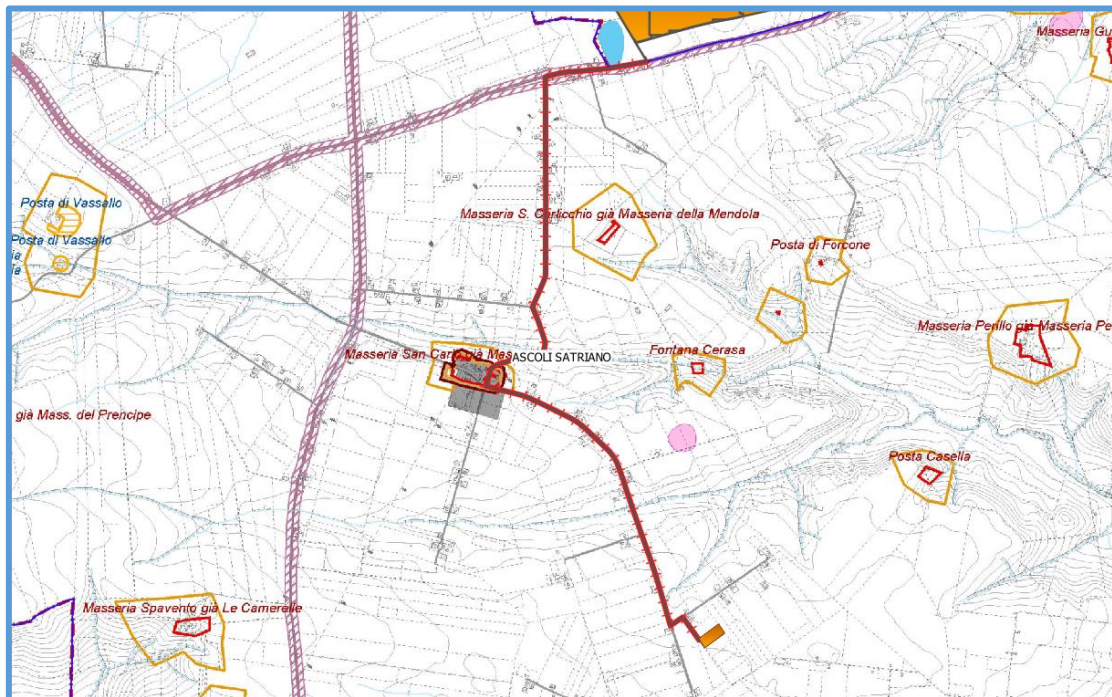 Masseria Gu
Posta di Vassallo
Masseria S. Carlicchio già Masseria della Mendola
Posta di Vassallo
Posta di Forcone
Masseria Perillo già Masseria Pe
Masseria San Carlo già Mas
ASCOLI SATRIANO
Fontana Cerasa
già Mass. del Prencipe
Posta Casella
Masseria Spavento già Le Camerelle